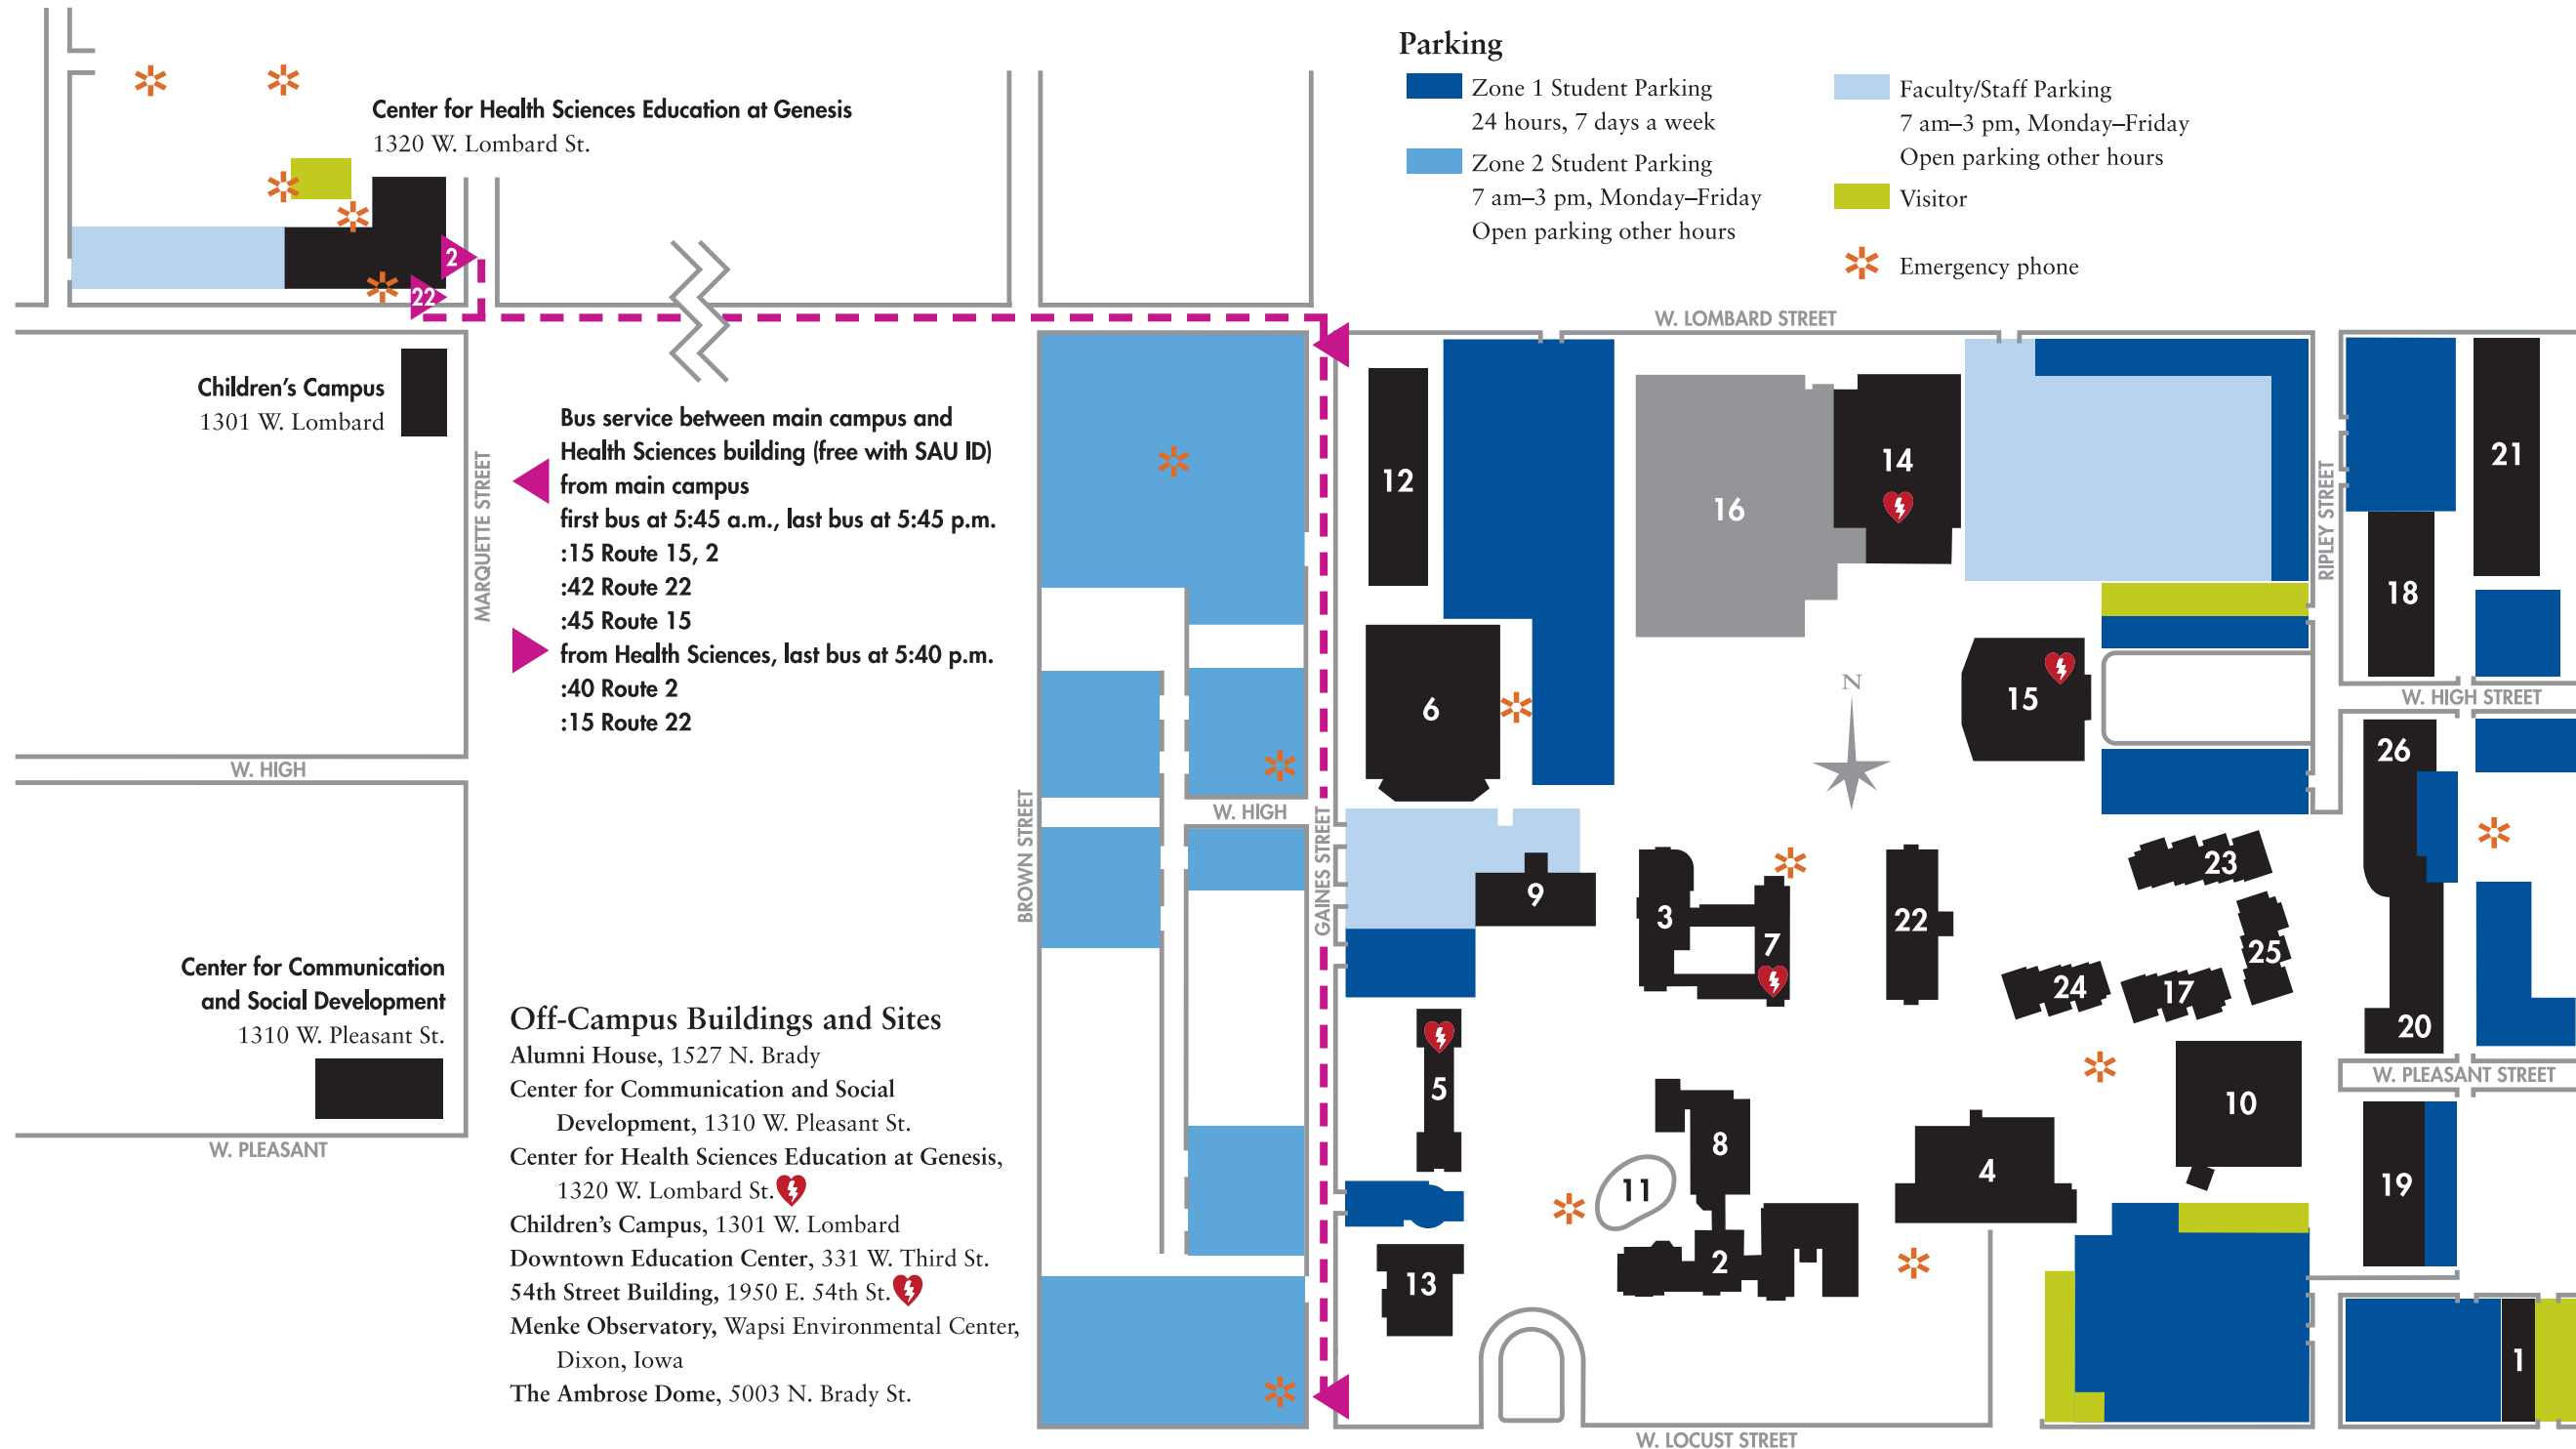 Parking
Zone 1 Student Parking
24 hours, 7 days a week
Zone 2 Student Parking
7 am–3 pm, Monday–Friday
Open parking other hours
Faculty/Staff Parking
7 am–3 pm, Monday–Friday
Open parking other hours
Visitor
Emergency phone
Center for Health Sciences Education at Genesis
1320 W. Lombard St.
2
22
Children's Campus
1301 W. Lombard
MARQUETTE STREET
Bus service between main campus and
Health Sciences building (free with SAU ID)
from main campus
first bus at 5:45 a.m., last bus at 5:45 p.m.
:15 Route 15, 2
:42 Route 22
:45 Route 15
from Health Sciences, last bus at 5:40 p.m.
:40 Route 2
:15 Route 22
W. HIGH
Center for Communication
and Social Development
1310 W. Pleasant St.
W. PLEASANT
Off-Campus Buildings and Sites
Alumni House, 1527 N. Brady
Center for Communication and Social
Development, 1310 W. Pleasant St.
Center for Health Sciences Education at Genesis,
1320 W. Lombard St.
Children's Campus, 1301 W. Lombard
Downtown Education Center, 331 W. Third St.
54th Street Building, 1950 E. 54th St.
Menke Observatory, Wapsi Environmental Center,
Dixon, Iowa
The Ambrose Dome, 5003 N. Brady St.
BROWN STREET
W. HIGH
GAINES STREET
W. LOMBARD STREET
RIPLEY STREET
W. HIGH STREET
W. PLEASANT STREET
W. LOCUST STREET
N
12
16
14
21
18
6
15
26
9
3
7
22
23
25
24
17
20
5
8
10
11
4
19
2
13
1